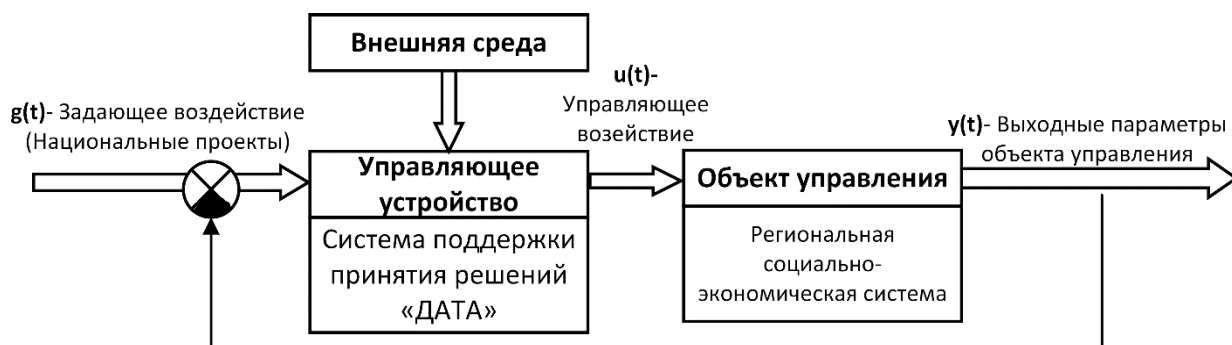 Внешняя среда
g(t)- Задающее воздействие
(Национальные проекты)
u(t)-
Управляющее
возействие
y(t)- Выходные параметры
объекта управления
Управляющее
устройство
Система поддержки
принятия решений
«ДАТА»
Объект управления
Региональная
социально-
экономическая система